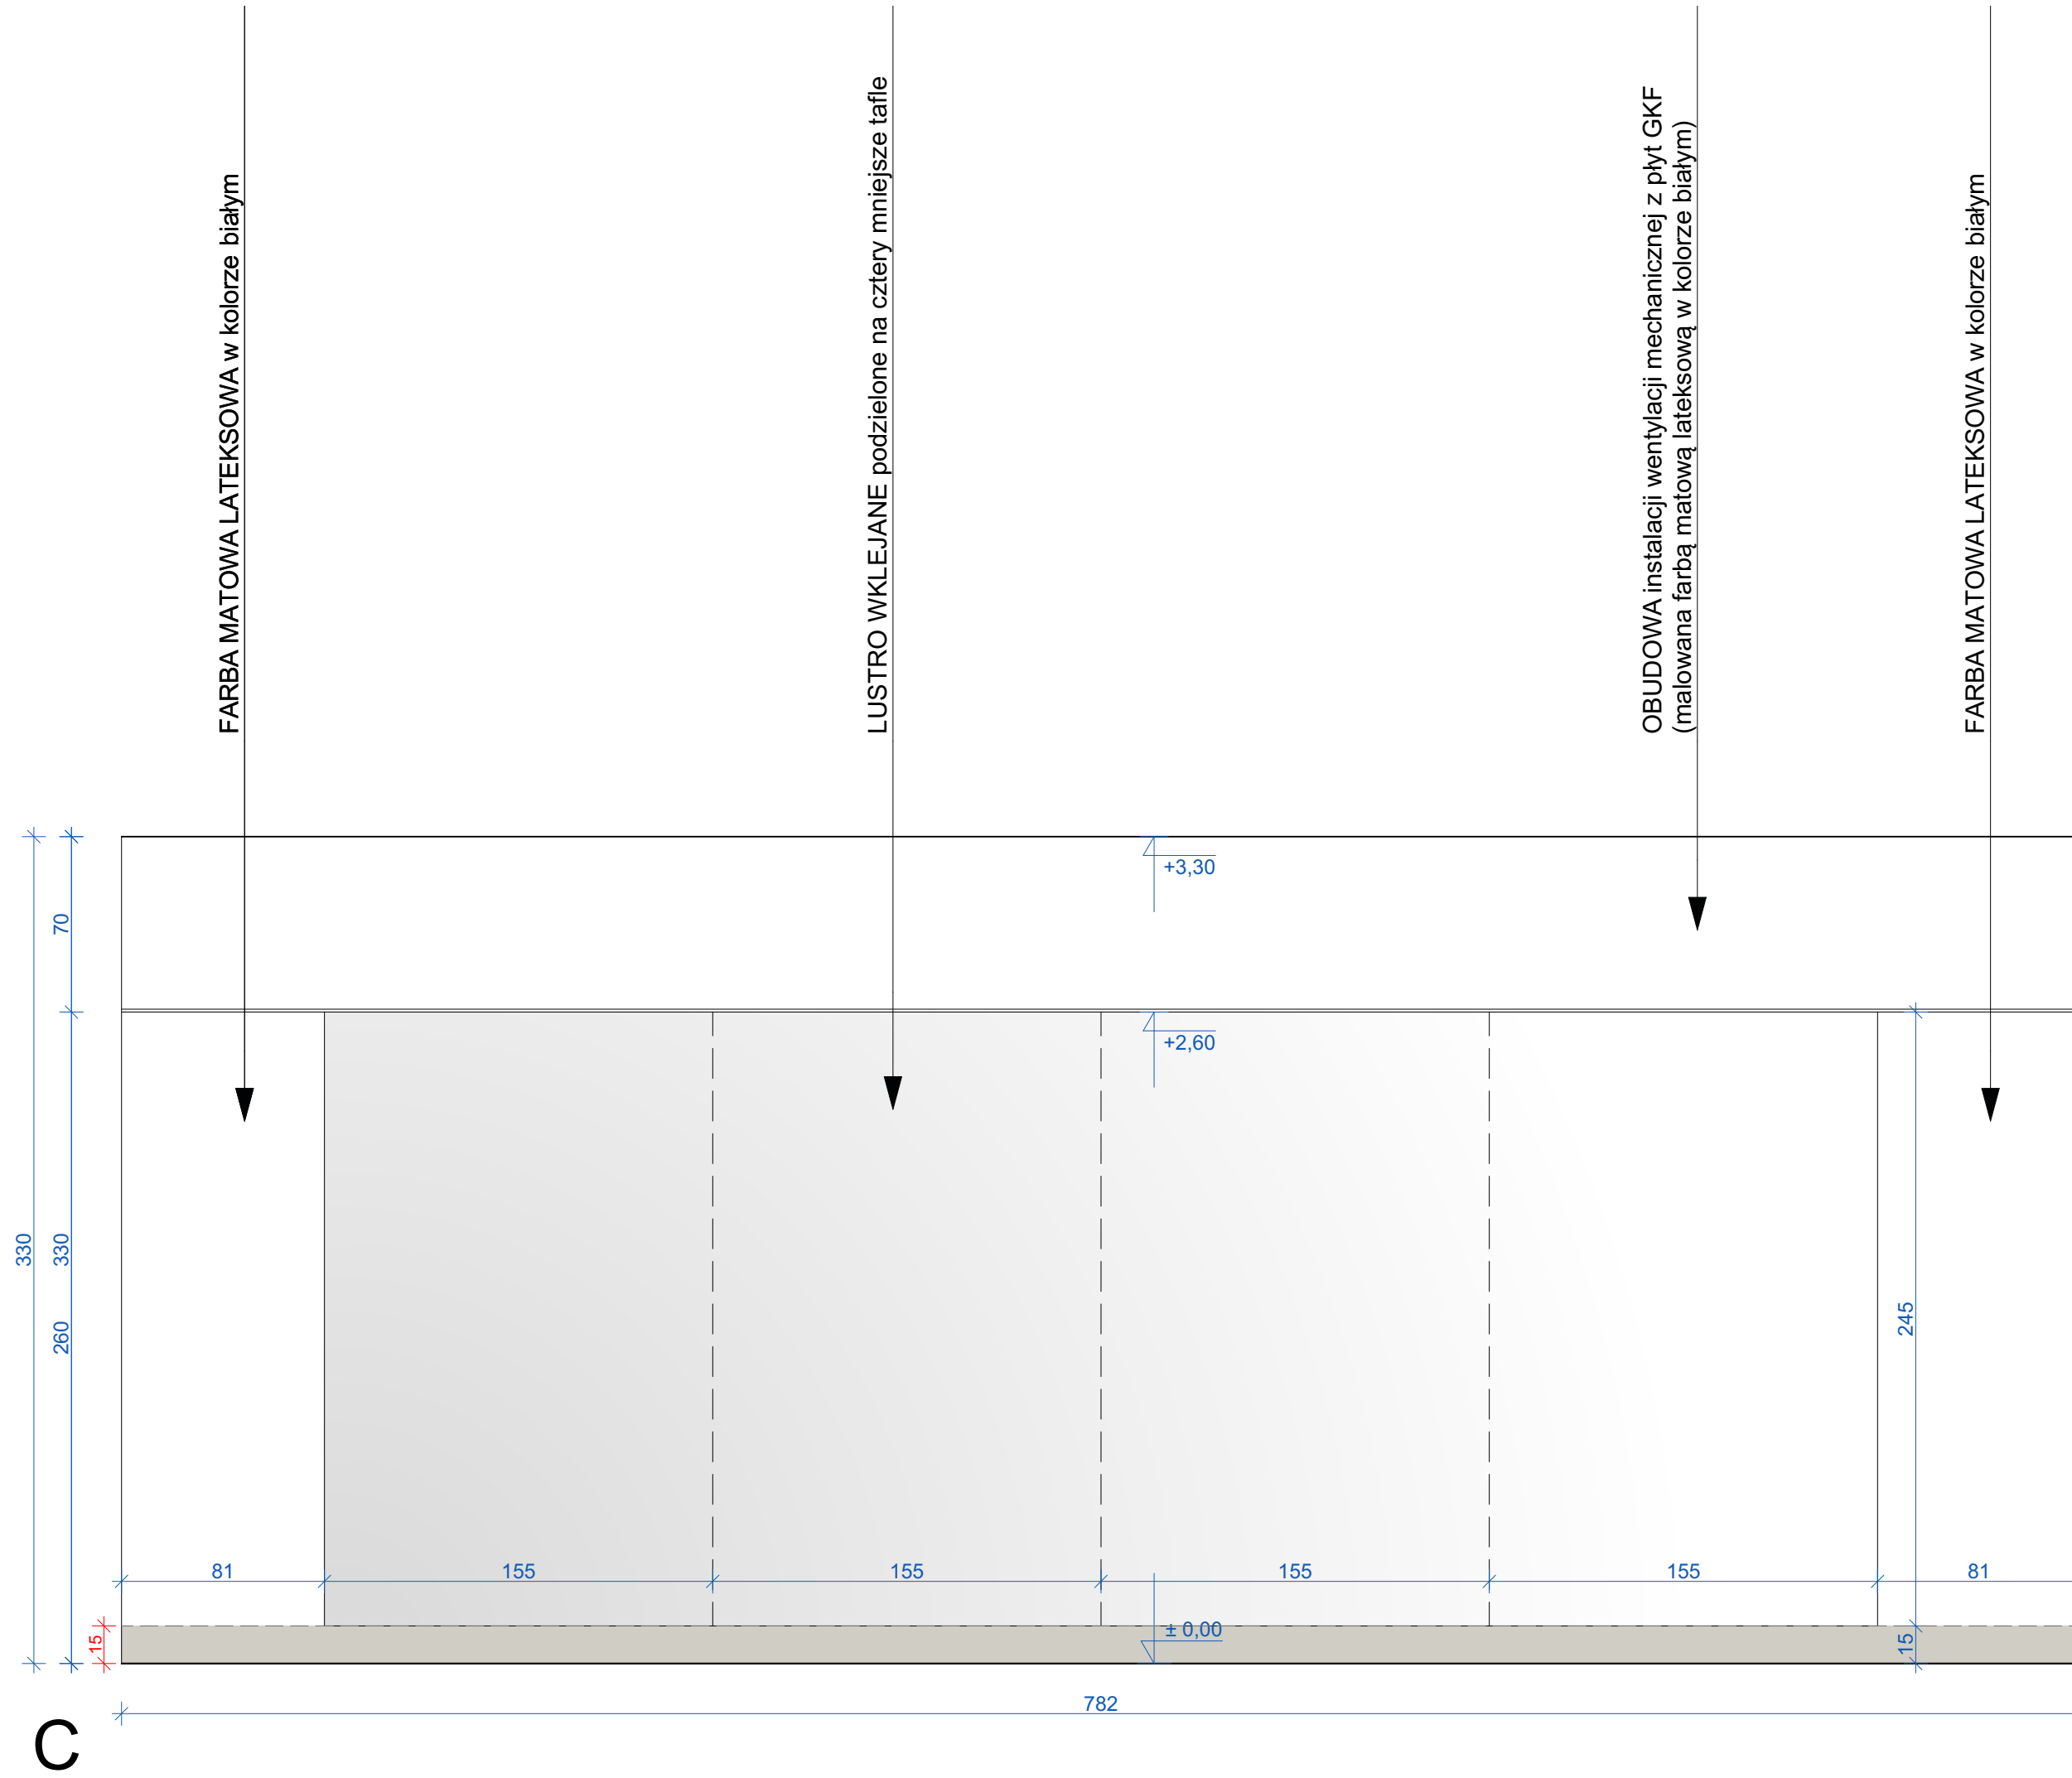 FARBA MATOWA LATEKSOWA w kolorze białym
LUSTRO WKLEJANE podzielone na cztery mniejsze tafle
OBUDOWA instalacji wentylacji mechanicznej z płyt GKF
(malowana farbą matową lateksową w kolorze białym)
FARBA MATOWA LATEKSOWA w kolorze białym
+3,30
70
+2,60
330
330
260
245
81
155
155
155
155
81
± 0,00
15
15
782
C